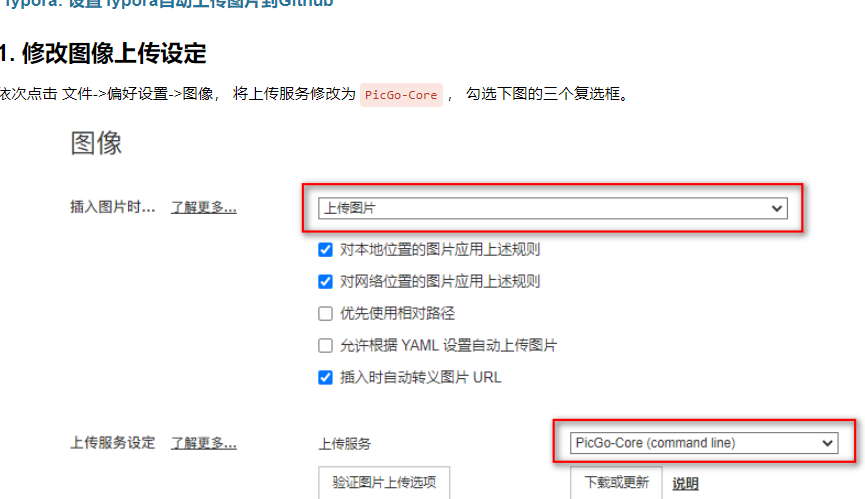 Typora: 设置Typora自动上传图片到Github
1. 修改图像上传设定
依次点击 文件->偏好设置->图像， 将上传服务修改为 PicGo-Core ， 勾选下图的三个复选框。
图像
插入图片时... 了解更多... 上传图片
对本地位置的图片应用上述规则
对网络位置的图片应用上述规则
优先使用相对路径
允许根据 YAML 设置自动上传图片
插入时自动转义图片 URL
上传服务设定 了解更多... 上传服务 PicGo-Core (command line)
验证图片上传选项 下载或更新 说明